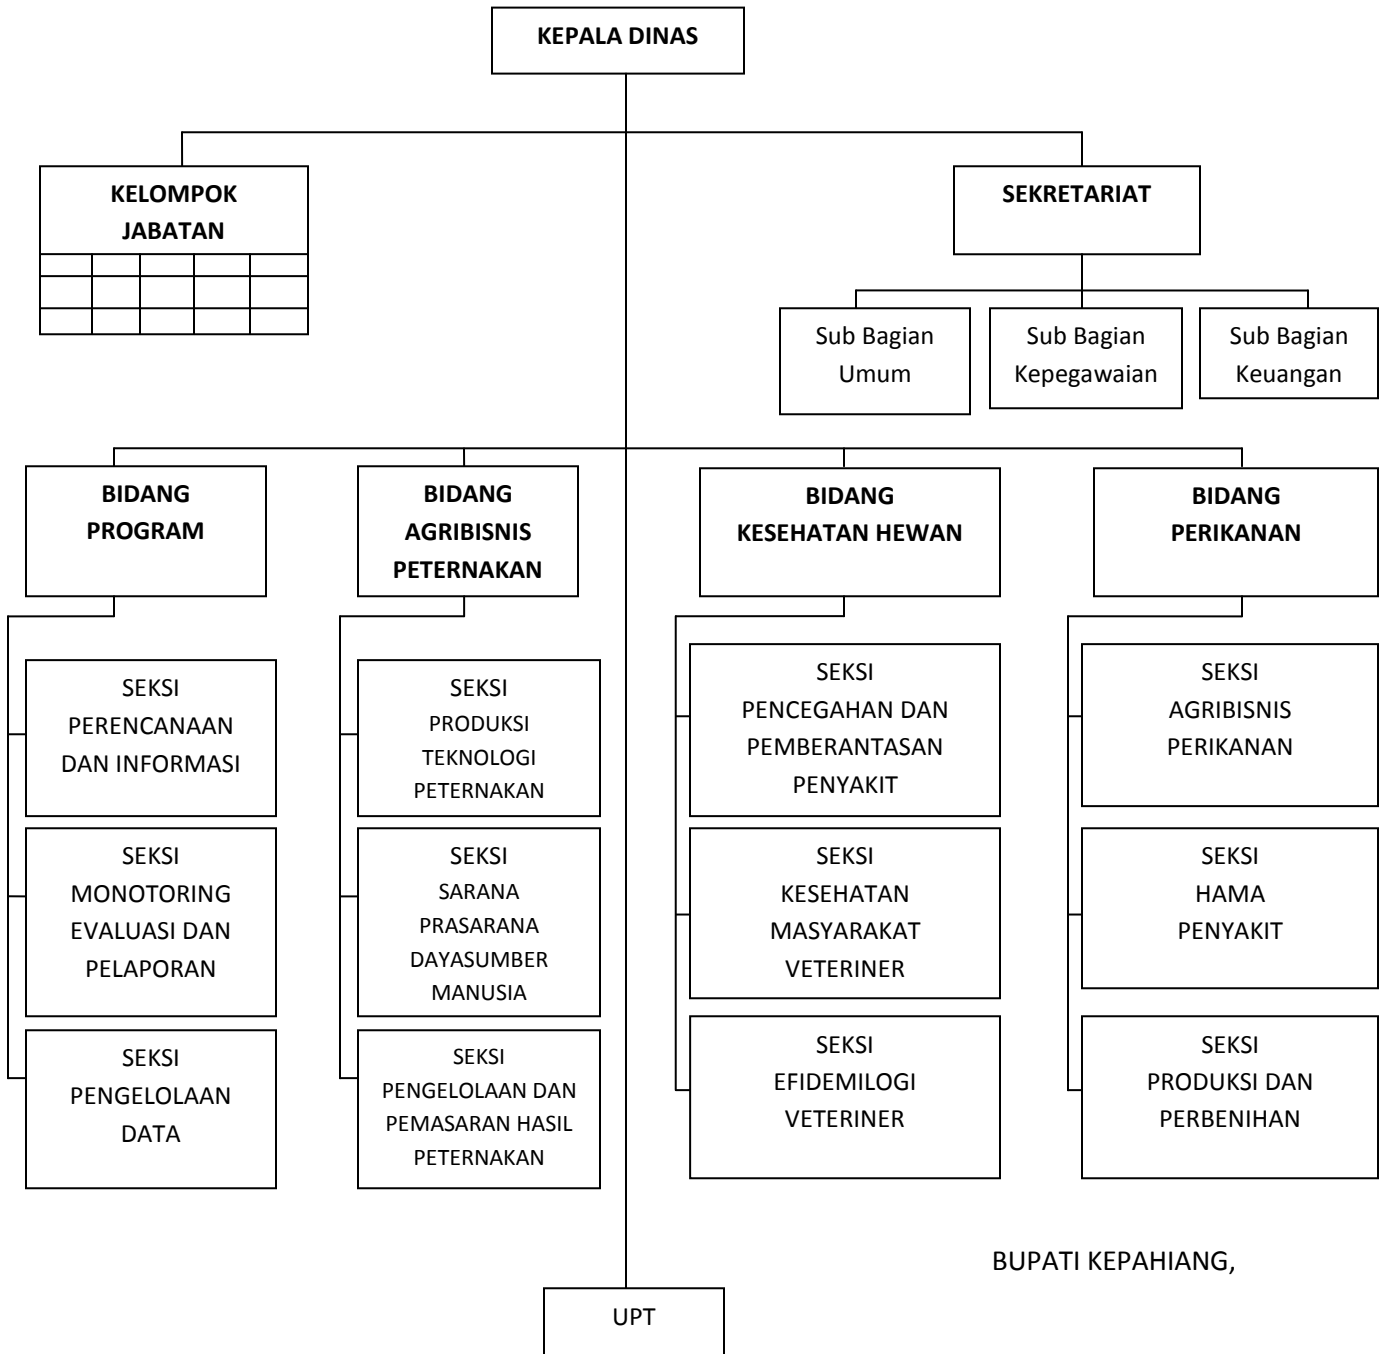 KEPALA DINAS
KELOMPOK
JABATAN
SEKRETARIAT
Sub Bagian
Umum
Sub Bagian
Kepegawaian
Sub Bagian
Keuangan
BIDANG
PROGRAM
BIDANG
AGRIBISNIS
PETERNAKAN
BIDANG
KESEHATAN HEWAN
BIDANG
PERIKANAN
SEKSI
PERENCANAAN
DAN INFORMASI
SEKSI
PRODUKSI
TEKNOLOGI
PETERNAKAN
SEKSI
PENCEGAHAN DAN
PEMBERANTASAN
PENYAKIT
SEKSI
AGRIBISNIS
PERIKANAN
SEKSI
MONOTORING
EVALUASI DAN
PELAPORAN
SEKSI
SARANA
PRASARANA
DAYASUMBER
MANUSIA
SEKSI
KESEHATAN
MASYARAKAT
VETERINER
SEKSI
HAMA
PENYAKIT
SEKSI
PENGELOLAAN
DATA
SEKSI
PENGELOLAAN DAN
PEMASARAN HASIL
PETERNAKAN
SEKSI
EFIDEMILOGI
VETERINER
SEKSI
PRODUKSI DAN
PERBENIHAN
BUPATI KEPAHIANG,
UPT